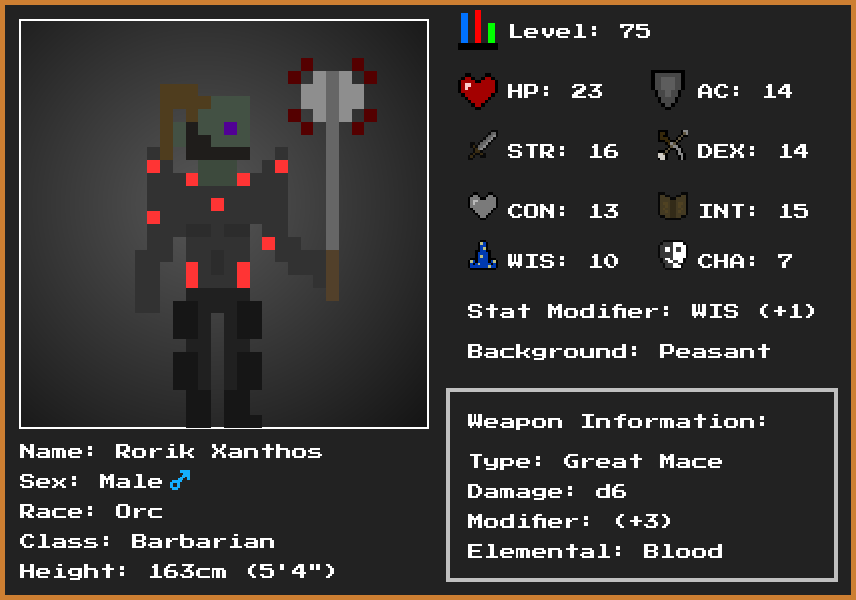 Level: 75
HP: 23 AC: 14
STR: 16 DEX: 14
CON: 13 INT: 15
WIS: 10 CHA: 7
Stat Modifier: WIS (+1)
Background: Peasant
Weapon Information:
Type: Great Mace
Damage: d6
Modifier: (+3)
Elemental: Blood
Name: Rorik Xanthos
Sex: Male ♂
Race: Orc
Class: Barbarian
Height: 163cm (5'4")